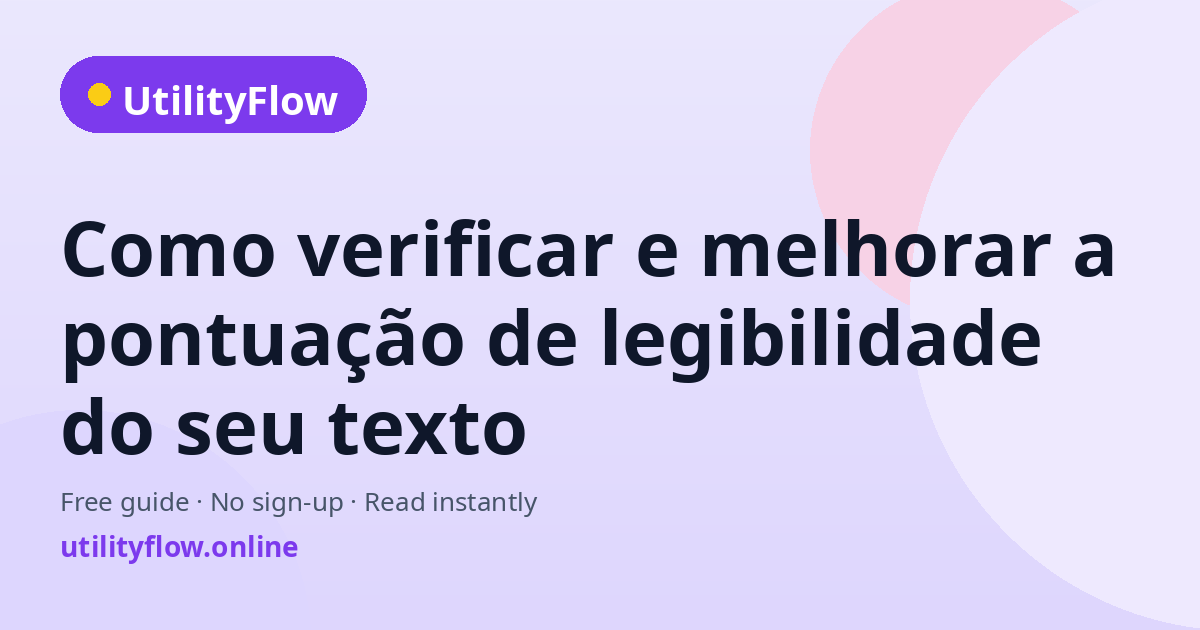 UtilityFlow
Como verificar e melhorar a
pontuação de legibilidade
do seu texto
Free guide · No sign-up · Read instantly
utilityflow.online